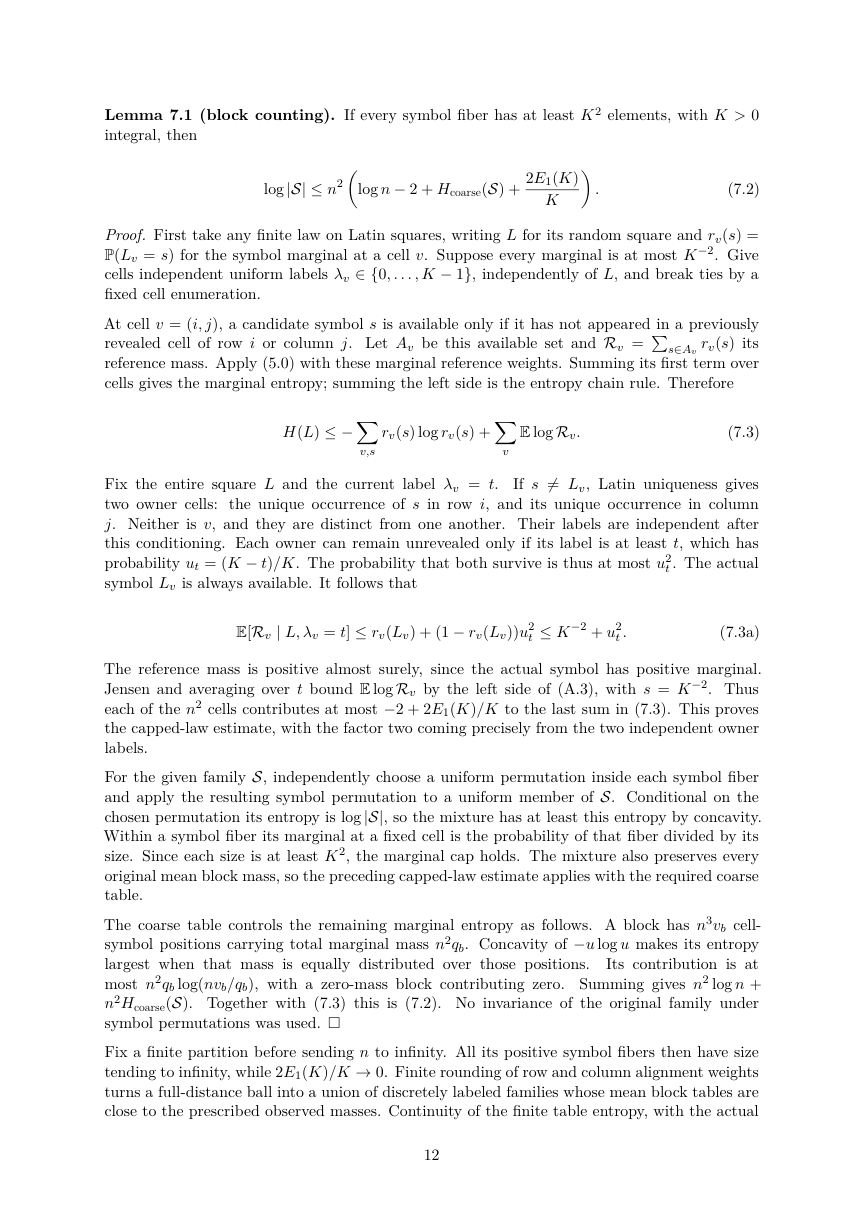 Lemma 7.1 (block counting). If every symbol fiber has at least K² elements, with K > 0
integral, then
log |𝒮| ≤ n² ( log n − 2 + H_coarse(𝒮) + 2E₁(K)/K ). (7.2)
Proof. First take any finite law on Latin squares, writing L for its random square and r_v(s) =
ℙ(L_v = s) for the symbol marginal at a cell v. Suppose every marginal is at most K⁻². Give
cells independent uniform labels λ_v ∈ {0, . . . , K − 1}, independently of L, and break ties by a
fixed cell enumeration.
At cell v = (i, j), a candidate symbol s is available only if it has not appeared in a previously
revealed cell of row i or column j. Let A_v be this available set and ℛ_v = ∑_{s∈A_v} r_v(s) its
reference mass. Apply (5.0) with these marginal reference weights. Summing its first term over
cells gives the marginal entropy; summing the left side is the entropy chain rule. Therefore
H(L) ≤ − ∑_{v,s} r_v(s) log r_v(s) + ∑_v 𝔼 log ℛ_v. (7.3)
Fix the entire square L and the current label λ_v = t. If s ≠ L_v, Latin uniqueness gives
two owner cells: the unique occurrence of s in row i, and its unique occurrence in column
j. Neither is v, and they are distinct from one another. Their labels are independent after
this conditioning. Each owner can remain unrevealed only if its label is at least t, which has
probability u_t = (K − t)/K. The probability that both survive is thus at most u_t². The actual
symbol L_v is always available. It follows that
𝔼[ℛ_v | L, λ_v = t] ≤ r_v(L_v) + (1 − r_v(L_v))u_t² ≤ K⁻² + u_t². (7.3a)
The reference mass is positive almost surely, since the actual symbol has positive marginal.
Jensen and averaging over t bound 𝔼 log ℛ_v by the left side of (A.3), with s = K⁻². Thus
each of the n² cells contributes at most −2 + 2E₁(K)/K to the last sum in (7.3). This proves
the capped-law estimate, with the factor two coming precisely from the two independent owner
labels.
For the given family 𝒮, independently choose a uniform permutation inside each symbol fiber
and apply the resulting symbol permutation to a uniform member of 𝒮. Conditional on the
chosen permutation its entropy is log |𝒮|, so the mixture has at least this entropy by concavity.
Within a symbol fiber its marginal at a fixed cell is the probability of that fiber divided by its
size. Since each size is at least K², the marginal cap holds. The mixture also preserves every
original mean block mass, so the preceding capped-law estimate applies with the required coarse
table.
The coarse table controls the remaining marginal entropy as follows. A block has n³v_b cell-
symbol positions carrying total marginal mass n²q_b. Concavity of −u log u makes its entropy
largest when that mass is equally distributed over those positions. Its contribution is at
most n²q_b log(nv_b/q_b), with a zero-mass block contributing zero. Summing gives n² log n +
n²H_coarse(𝒮). Together with (7.3) this is (7.2). No invariance of the original family under
symbol permutations was used. □
Fix a finite partition before sending n to infinity. All its positive symbol fibers then have size
tending to infinity, while 2E₁(K)/K → 0. Finite rounding of row and column alignment weights
turns a full-distance ball into a union of discretely labeled families whose mean block tables are
close to the prescribed observed masses. Continuity of the finite table entropy, with the actual
12